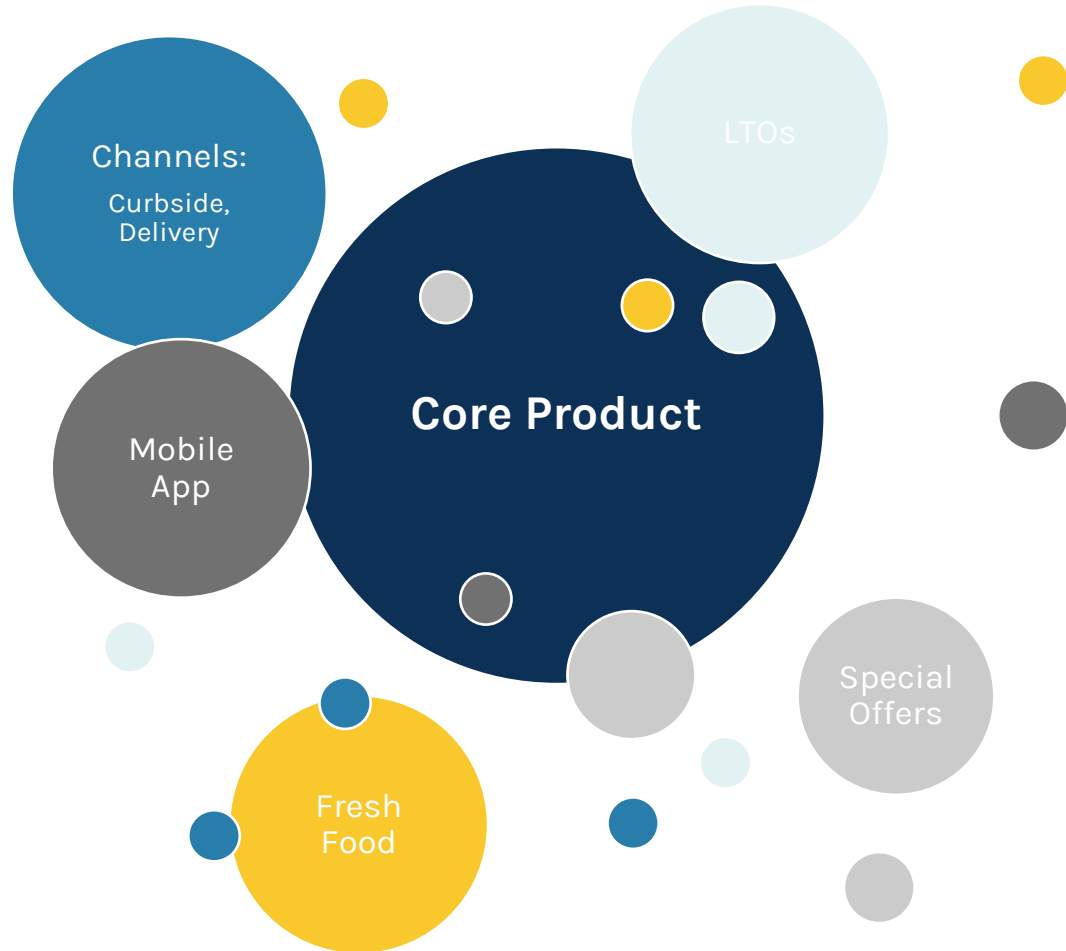 Channels:
Curbside,
Delivery
LTOs
Core Product
Mobile
App
Special
Offers
Fresh
Food